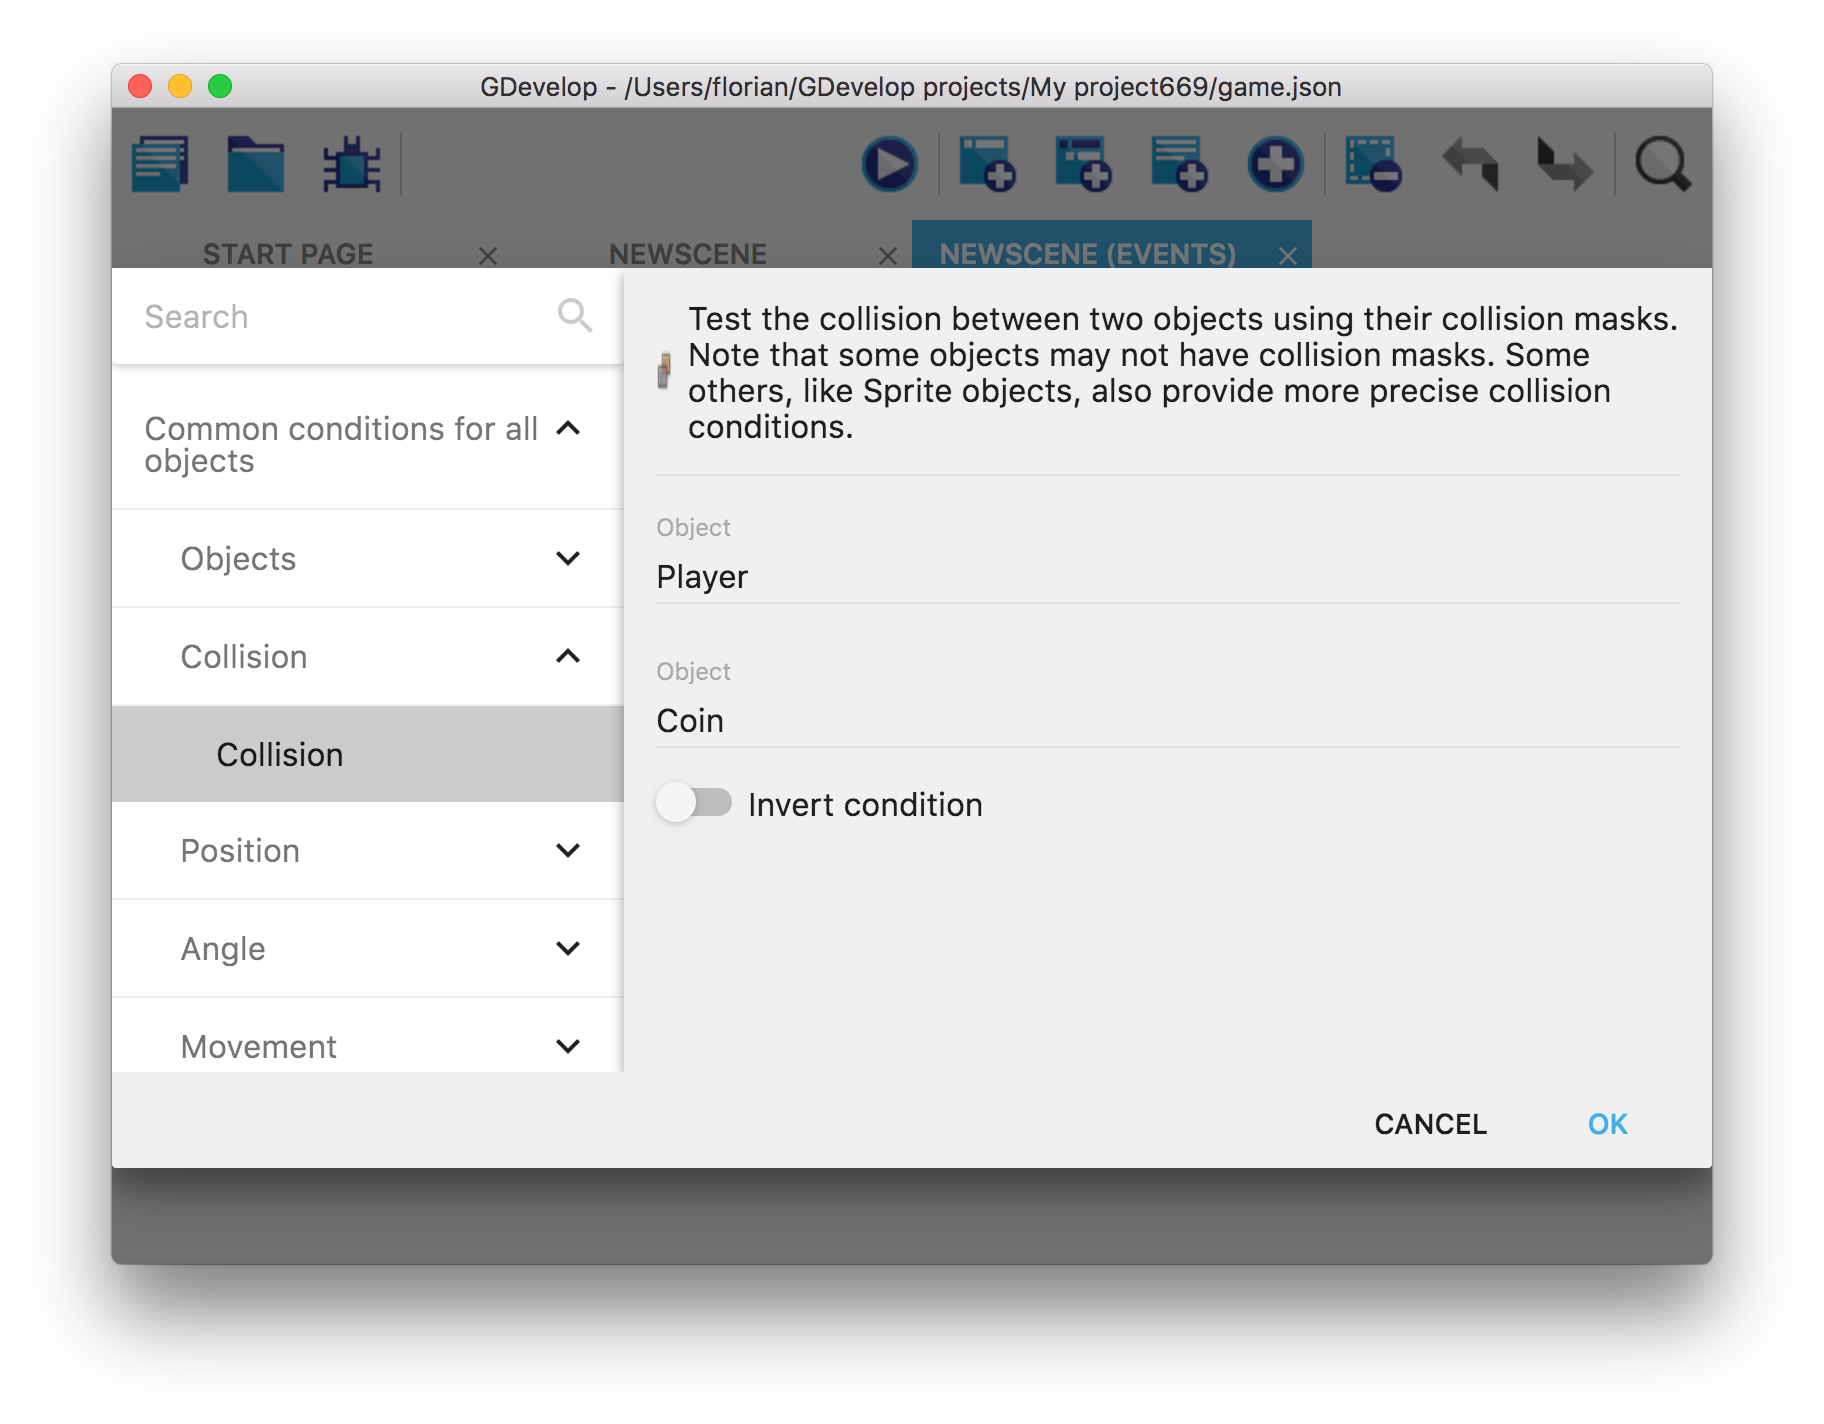 GDevelop - /Users/florian/GDevelop projects/My project669/game.json
START PAGE
NEWSCENE
NEWSCENE (EVENTS)
Search
Common conditions for all
objects
Objects
Collision
Collision
Position
Angle
Movement
Test the collision between two objects using their collision masks.
Note that some objects may not have collision masks. Some
others, like Sprite objects, also provide more precise collision
conditions.
Object
Player
Object
Coin
Invert condition
CANCEL
OK